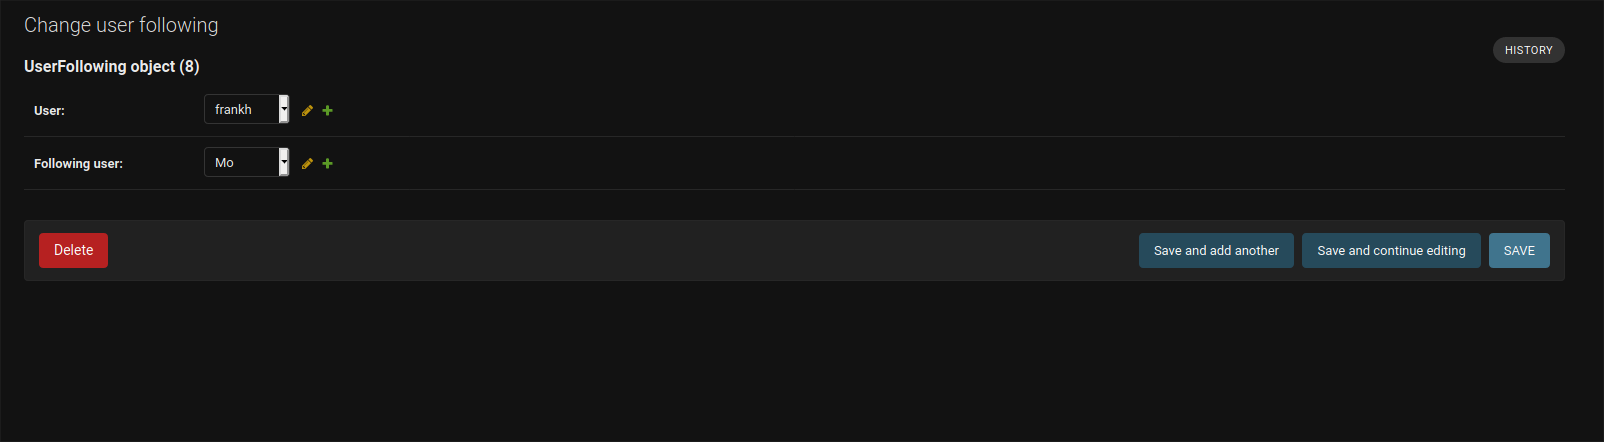 Change user following
HISTORY
UserFollowing object (8)
User: frankh
Following user: Mo
Delete Save and add another Save and continue editing SAVE